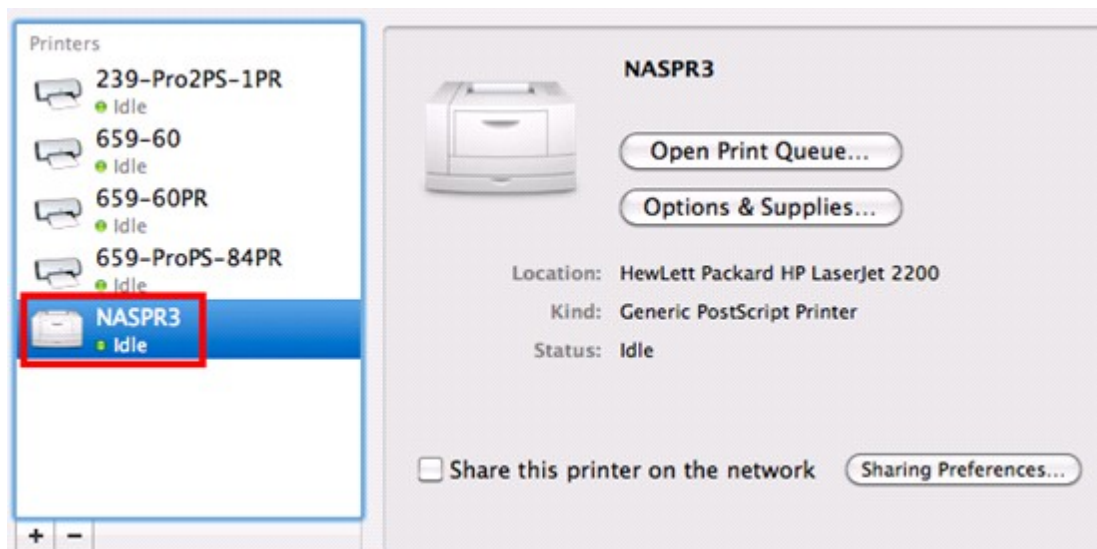 Printers
239-Pro2PS-1PR
Idle
659-60
Idle
659-60PR
Idle
659-ProPS-84PR
Idle
NASPR3
Idle
+ −
NASPR3
Open Print Queue...
Options & Supplies...
Location: HewLett Packard HP LaserJet 2200
Kind: Generic PostScript Printer
Status: Idle
Share this printer on the network Sharing Preferences...